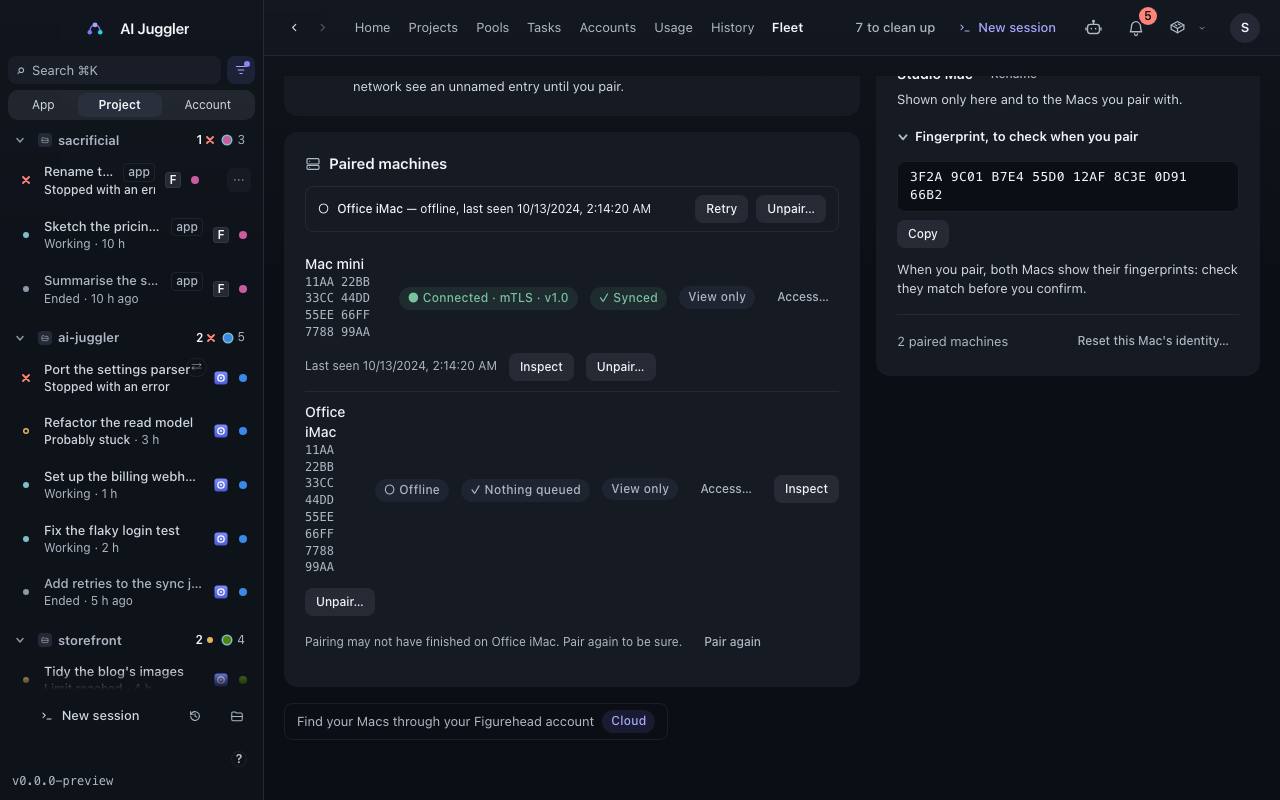 AI Juggler
Search ⌘K
App Project Account
sacrificial 1 3
Rename t... app F
Stopped with an err
Sketch the pricin... app F
Working · 10 h
Summarise the s... app F
Ended · 10 h ago
ai-juggler 2 5
Port the settings parser
Stopped with an error
Refactor the read model
Probably stuck · 3 h
Set up the billing webh...
Working · 1 h
Fix the flaky login test
Working · 2 h
Add retries to the sync j...
Ended · 5 h ago
storefront 2 4
Tidy the blog's images
Limit reached · 4 h
New session
?
v0.0.0-preview
Home Projects Pools Tasks Accounts Usage History Fleet 7 to clean up New session 5 S
network see an unnamed entry until you pair.
Paired machines
Office iMac — offline, last seen 10/13/2024, 2:14:20 AM Retry Unpair...
Mac mini
11AA 22BB
33CC 44DD
55EE 66FF
7788 99AA
Connected · mTLS · v1.0 ✓ Synced View only Access...
Last seen 10/13/2024, 2:14:20 AM Inspect Unpair...
Office
iMac
11AA
22BB
33CC
44DD
55EE
66FF
7788
99AA
Offline ✓ Nothing queued View only Access... Inspect
Unpair...
Pairing may not have finished on Office iMac. Pair again to be sure. Pair again
Find your Macs through your Figurehead account Cloud
Studio Mac Rename
Shown only here and to the Macs you pair with.
Fingerprint, to check when you pair
3F2A 9C01 B7E4 55D0 12AF 8C3E 0D91
66B2
Copy
When you pair, both Macs show their fingerprints: check
they match before you confirm.
2 paired machines Reset this Mac's identity...